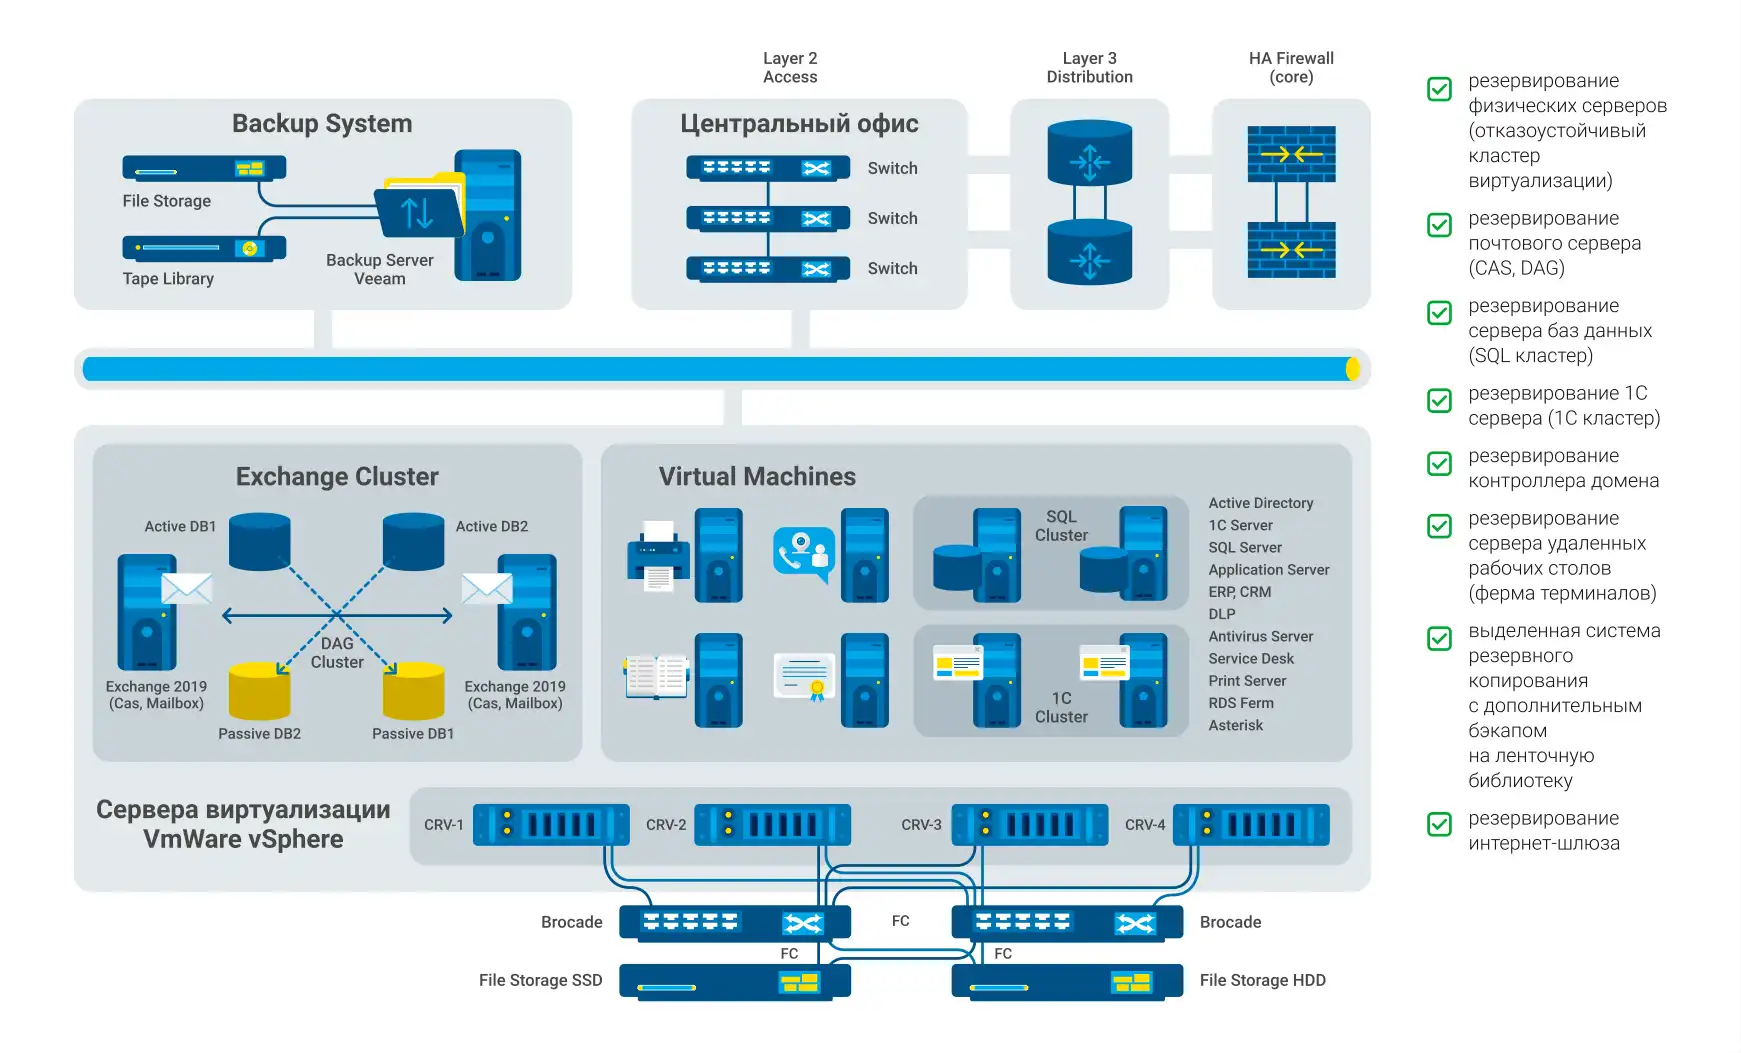 Layer 2
Access
Layer 3
Distribution
HA Firewall
(core)
Backup System
File Storage
Tape Library
Backup Server
Veeam
Центральный офис
Switch
Switch
Switch
Exchange Cluster
Active DB1
Active DB2
DAG
Cluster
Exchange 2019
(Cas, Mailbox)
Exchange 2019
(Cas, Mailbox)
Passive DB2
Passive DB1
Virtual Machines
SQL
Cluster
1C
Cluster
Active Directory
1C Server
SQL Server
Application Server
ERP, CRM
DLP
Antivirus Server
Service Desk
Print Server
RDS Ferm
Asterisk
Сервера виртуализации
VmWare vSphere
CRV-1
CRV-2
CRV-3
CRV-4
Brocade
FC
Brocade
FC
FC
File Storage SSD
File Storage HDD
резервирование
физических серверов
(отказоустойчивый
кластер
виртуализации)
резервирование
почтового сервера
(CAS, DAG)
резервирование
сервера баз данных
(SQL кластер)
резервирование 1С
сервера (1С кластер)
резервирование
контроллера домена
резервирование
сервера удаленных
рабочих столов
(ферма терминалов)
выделенная система
резервного
копирования
с дополнительным
бэкапом
на ленточную
библиотеку
резервирование
интернет-шлюза